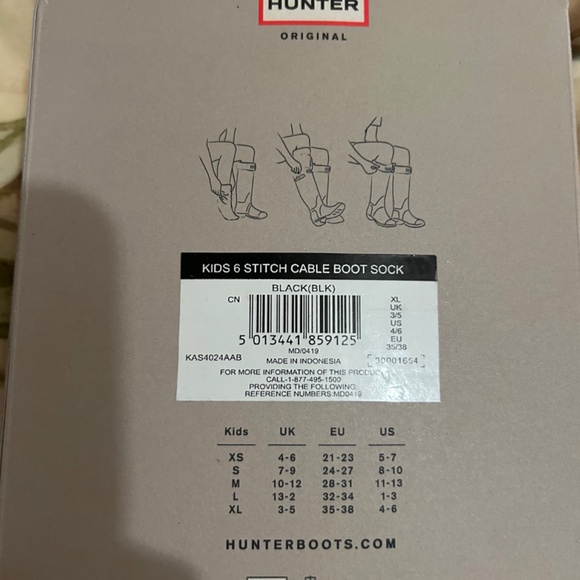 HUNTER
ORIGINAL
KIDS 6 STITCH CABLE BOOT SOCK
BLACK(BLK)
CN
XL
UK
3/5
US
4/6
EU
35/38
5 013441 859125
MD/0419
KAS4024AAB
MADE IN INDONESIA
30001654
FOR MORE INFORMATION OF THIS PRODUCT
CALL-1-877-495-1500
PROVIDING THE FOLLOWING
REFERENCE NUMBERS:MD0419
Kids UK EU US
XS 4-6 21-23 5-7
S 7-9 24-27 8-10
M 10-12 28-31 11-13
L 13-2 32-34 1-3
XL 3-5 35-38 4-6
HUNTERBOOTS.COM